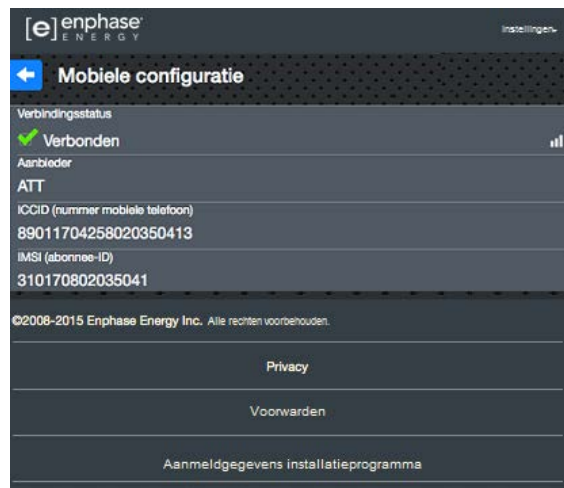 [e] enphase
ENERGY
Instellingen
Mobiele configuratie
Verbindingsstatus
Verbonden
Aanbieder
ATT
ICCID (nummer mobiele telefoon)
89011704258020350413
IMSI (abonnee-ID)
310170802035041
©2008-2015 Enphase Energy Inc. Alle rechten voorbehouden.
Privacy
Voorwarden
Aanmeldgegevens installatieprogramma